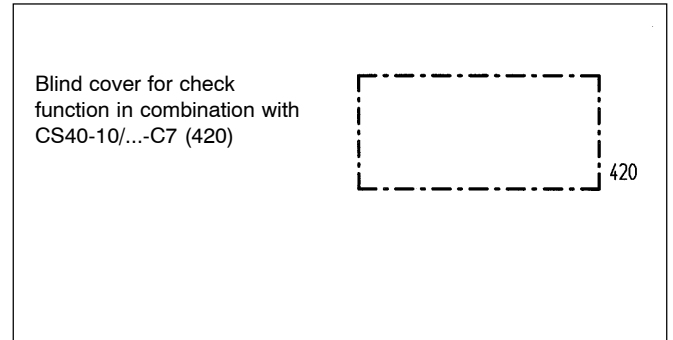 Blind cover for check
function in combination with
CS40-10/...-C7 (420)
420